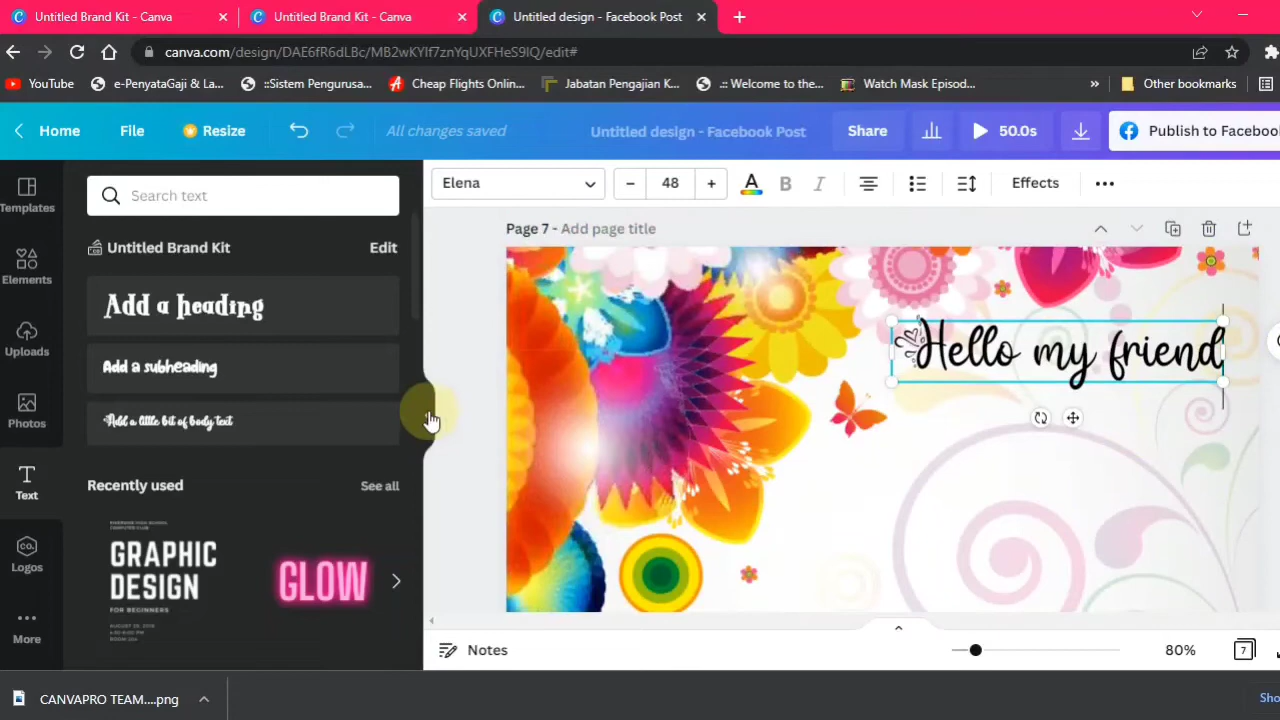 Untitled Brand Kit - Canva
Untitled Brand Kit - Canva
Untitled design - Facebook Post
canva.com/design/DAE6fR6dLBc/MB2wKYlf7znYqUXFHeS9lQ/edit#
YouTube
e-PenyataGaji & La...
::Sistem Pengurusa...
Cheap Flights Onlin...
Jabatan Pengajian K...
.:: Welcome to the...
Watch Mask Episod...
»
Other bookmarks
Home
File
Resize
All changes saved
Untitled design - Facebook Post
Share
50.0s
Publish to Faceboo
Templates
Elements
Uploads
Photos
Text
Logos
More
Search text
Untitled Brand Kit
Edit
Add a heading
Add a subheading
Add a little bit of body text
Recently used
See all
GRAPHIC
DESIGN
FOR BEGINNERS
GLOW
Elena
48
A
B
I
Effects
Page 7 - Add page title
Hello my friend
Notes
80%
7
CANVAPRO TEAM....png
Sho